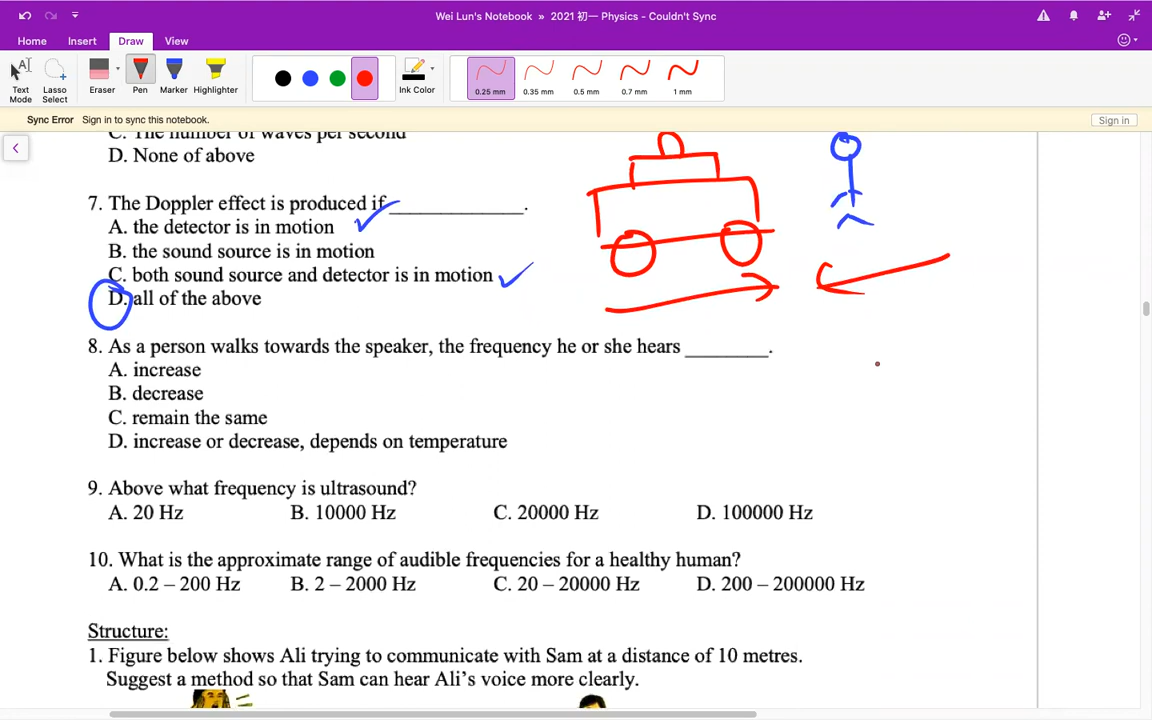 Wei Lun's Notebook » 2021 初一 Physics - Couldn't Sync
Home Insert Draw View
Text Mode
Lasso Select
Eraser
Pen
Marker
Highlighter
Ink Color
0.25 mm
0.35 mm
0.5 mm
0.7 mm
1 mm
Sync Error Sign in to sync this notebook.
Sign in
C. The number of waves per second
D. None of above
7. The Doppler effect is produced if ____________.
A. the detector is in motion
B. the sound source is in motion
C. both sound source and detector is in motion
D. all of the above
8. As a person walks towards the speaker, the frequency he or she hears _______.
A. increase
B. decrease
C. remain the same
D. increase or decrease, depends on temperature
9. Above what frequency is ultrasound?
A. 20 Hz B. 10000 Hz C. 20000 Hz D. 100000 Hz
10. What is the approximate range of audible frequencies for a healthy human?
A. 0.2 – 200 Hz B. 2 – 2000 Hz C. 20 – 20000 Hz D. 200 – 200000 Hz
Structure:
1. Figure below shows Ali trying to communicate with Sam at a distance of 10 metres.
Suggest a method so that Sam can hear Ali's voice more clearly.